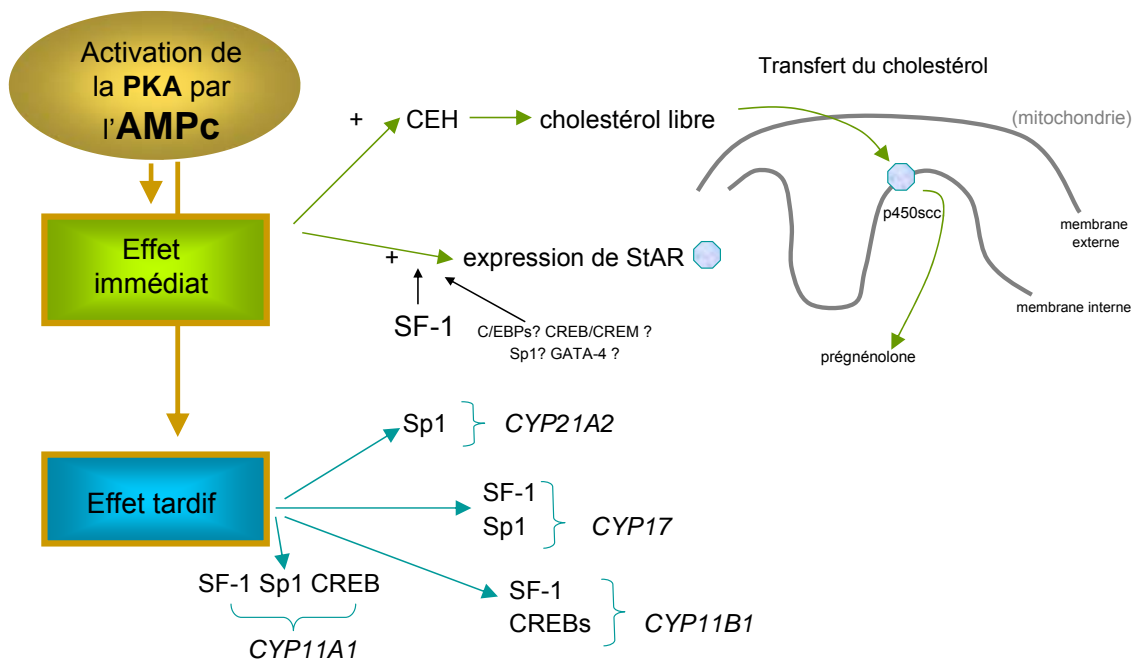 Activation de
la PKA par
l'AMPc
Transfert du cholestérol
+ CEH cholestérol libre
(mitochondrie)
p450scc
membrane
externe
Effet
immédiat
+ expression de StAR
membrane interne
SF-1
C/EBPs? CREB/CREM ?
Sp1? GATA-4 ?
prégnénolone
Sp1 CYP21A2
Effet tardif
SF-1
Sp1
CYP17
SF-1 Sp1 CREB
CYP11A1
SF-1
CREBs
CYP11B1